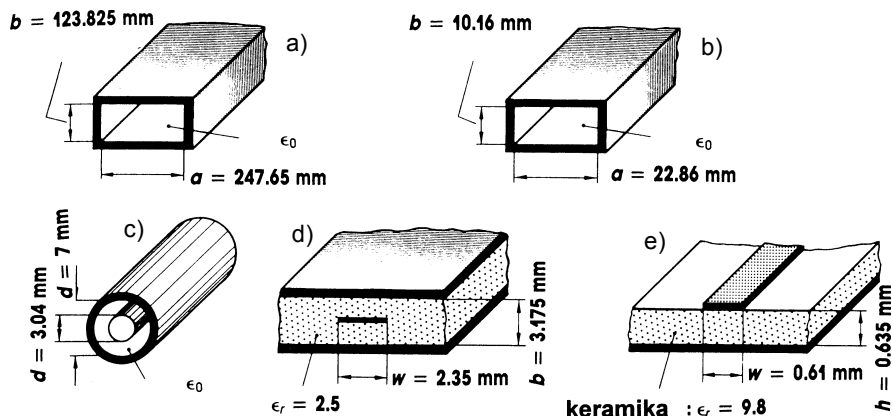 b = 123.825 mm
a)
ϵ0
a = 247.65 mm
b = 10.16 mm
b)
ϵ0
a = 22.86 mm
c)
d = 7 mm
d = 3.04 mm
ϵ0
d)
b = 3.175 mm
w = 2.35 mm
ϵr = 2.5
e)
h = 0.635 mm
w = 0.61 mm
keramika : ϵr = 9.8